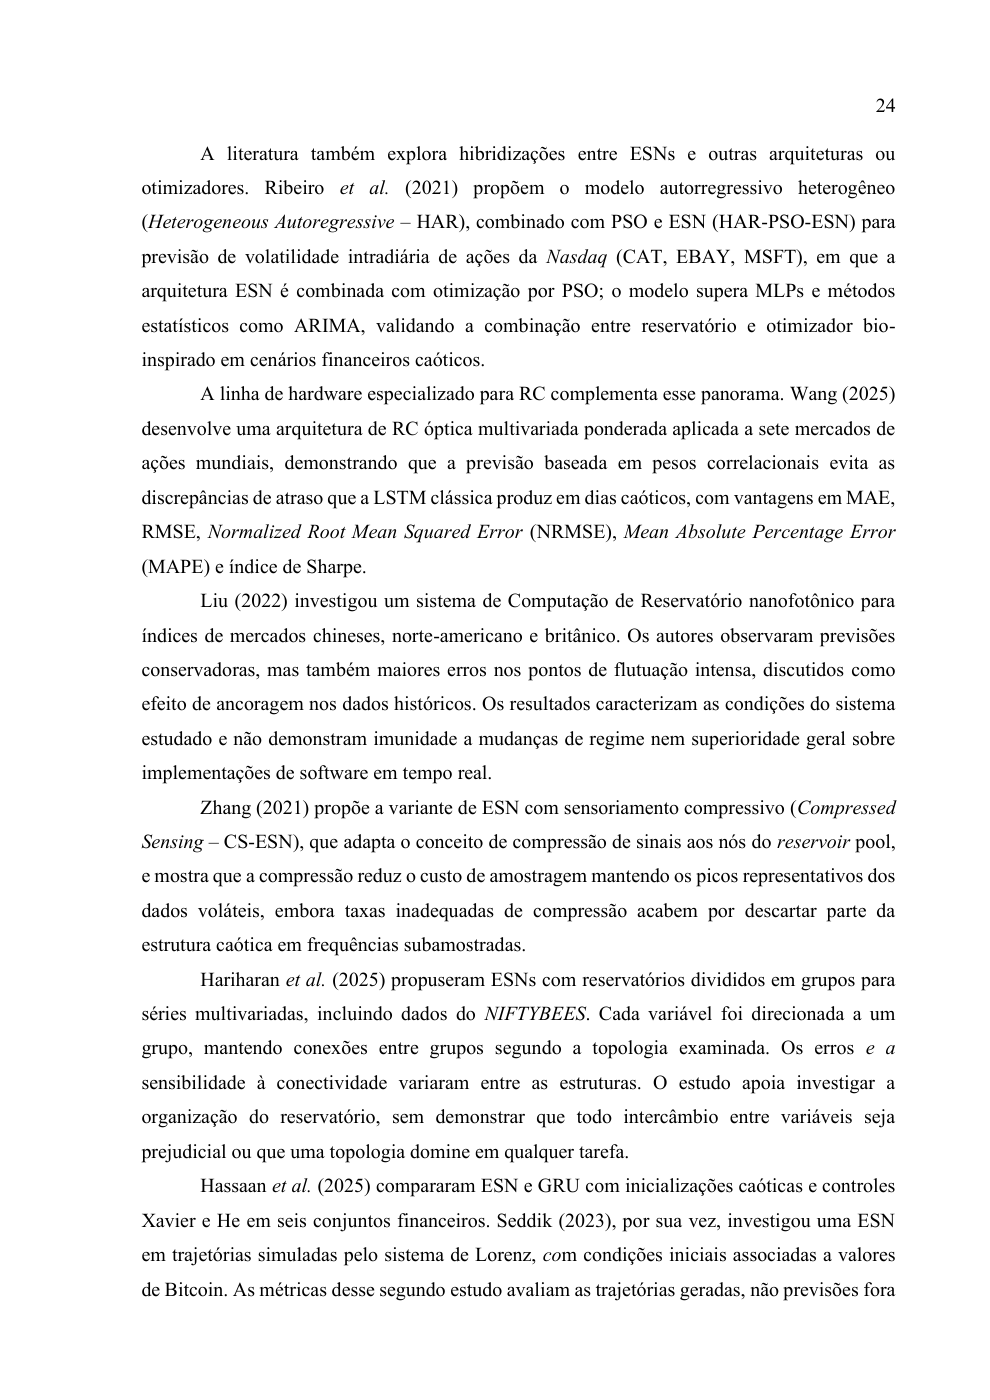 24
A literatura também explora hibridizações entre ESNs e outras arquiteturas ou
otimizadores. Ribeiro et al. (2021) propõem o modelo autorregressivo heterogêneo
(Heterogeneous Autoregressive – HAR), combinado com PSO e ESN (HAR-PSO-ESN) para
previsão de volatilidade intradiária de ações da Nasdaq (CAT, EBAY, MSFT), em que a
arquitetura ESN é combinada com otimização por PSO; o modelo supera MLPs e métodos
estatísticos como ARIMA, validando a combinação entre reservatório e otimizador bio-
inspirado em cenários financeiros caóticos.
A linha de hardware especializado para RC complementa esse panorama. Wang (2025)
desenvolve uma arquitetura de RC óptica multivariada ponderada aplicada a sete mercados de
ações mundiais, demonstrando que a previsão baseada em pesos correlacionais evita as
discrepâncias de atraso que a LSTM clássica produz em dias caóticos, com vantagens em MAE,
RMSE, Normalized Root Mean Squared Error (NRMSE), Mean Absolute Percentage Error
(MAPE) e índice de Sharpe.
Liu (2022) investigou um sistema de Computação de Reservatório nanofotônico para
índices de mercados chineses, norte-americano e britânico. Os autores observaram previsões
conservadoras, mas também maiores erros nos pontos de flutuação intensa, discutidos como
efeito de ancoragem nos dados históricos. Os resultados caracterizam as condições do sistema
estudado e não demonstram imunidade a mudanças de regime nem superioridade geral sobre
implementações de software em tempo real.
Zhang (2021) propõe a variante de ESN com sensoriamento compressivo (Compressed
Sensing – CS-ESN), que adapta o conceito de compressão de sinais aos nós do reservoir pool,
e mostra que a compressão reduz o custo de amostragem mantendo os picos representativos dos
dados voláteis, embora taxas inadequadas de compressão acabem por descartar parte da
estrutura caótica em frequências subamostradas.
Hariharan et al. (2025) propuseram ESNs com reservatórios divididos em grupos para
séries multivariadas, incluindo dados do NIFTYBEES. Cada variável foi direcionada a um
grupo, mantendo conexões entre grupos segundo a topologia examinada. Os erros e a
sensibilidade à conectividade variaram entre as estruturas. O estudo apoia investigar a
organização do reservatório, sem demonstrar que todo intercâmbio entre variáveis seja
prejudicial ou que uma topologia domine em qualquer tarefa.
Hassaan et al. (2025) compararam ESN e GRU com inicializações caóticas e controles
Xavier e He em seis conjuntos financeiros. Seddik (2023), por sua vez, investigou uma ESN
em trajetórias simuladas pelo sistema de Lorenz, com condições iniciais associadas a valores
de Bitcoin. As métricas desse segundo estudo avaliam as trajetórias geradas, não previsões fora